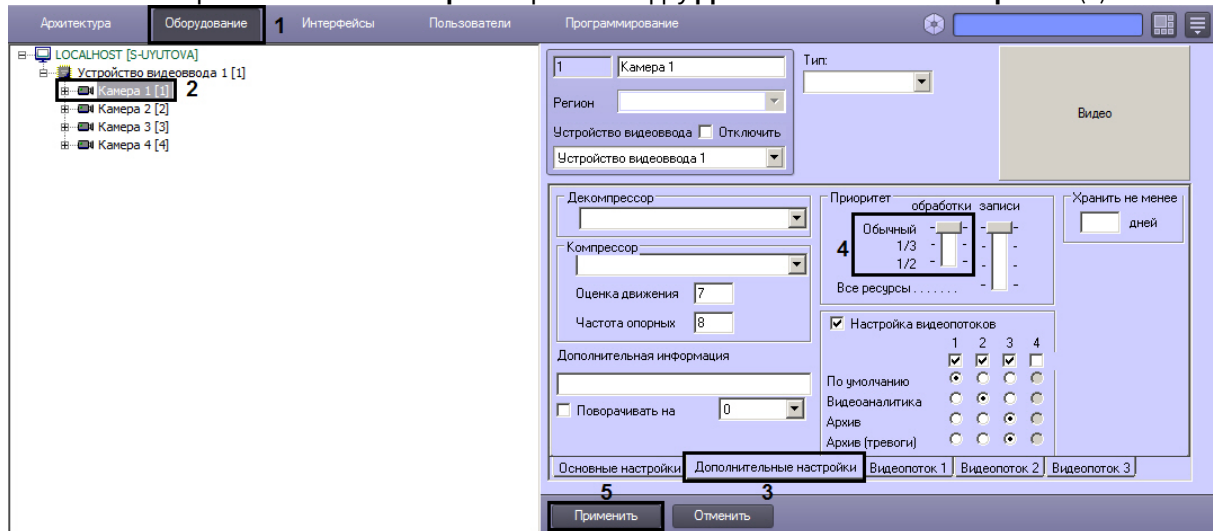 Архитектура Оборудование 1 Интерфейсы Пользователи Программирование
LOCALHOST [S-UYUTOVA]
Устройство видеоввода 1 [1]
Камера 1 [1] 2
Камера 2 [2]
Камера 3 [3]
Камера 4 [4]
1 Камера 1
Регион
Устройство видеоввода Отключить
Устройство видеоввода 1
Тип:
Видео
Декомпрессор
Компрессор
Оценка движения 7
Частота опорных 8
Дополнительная информация
Поворачивать на 0
Приоритет
обработки записи
Обычный
4 1/3
1/2
Все ресурсы . . . . . . .
Хранить не менее
дней
Настройка видеопотоков
1 2 3 4
По умолчанию
Видеоаналитика
Архив
Архив (тревоги)
Основные настройки Дополнительные настройки Видеопоток 1 Видеопоток 2 Видеопоток 3
5 3
Применить Отменить